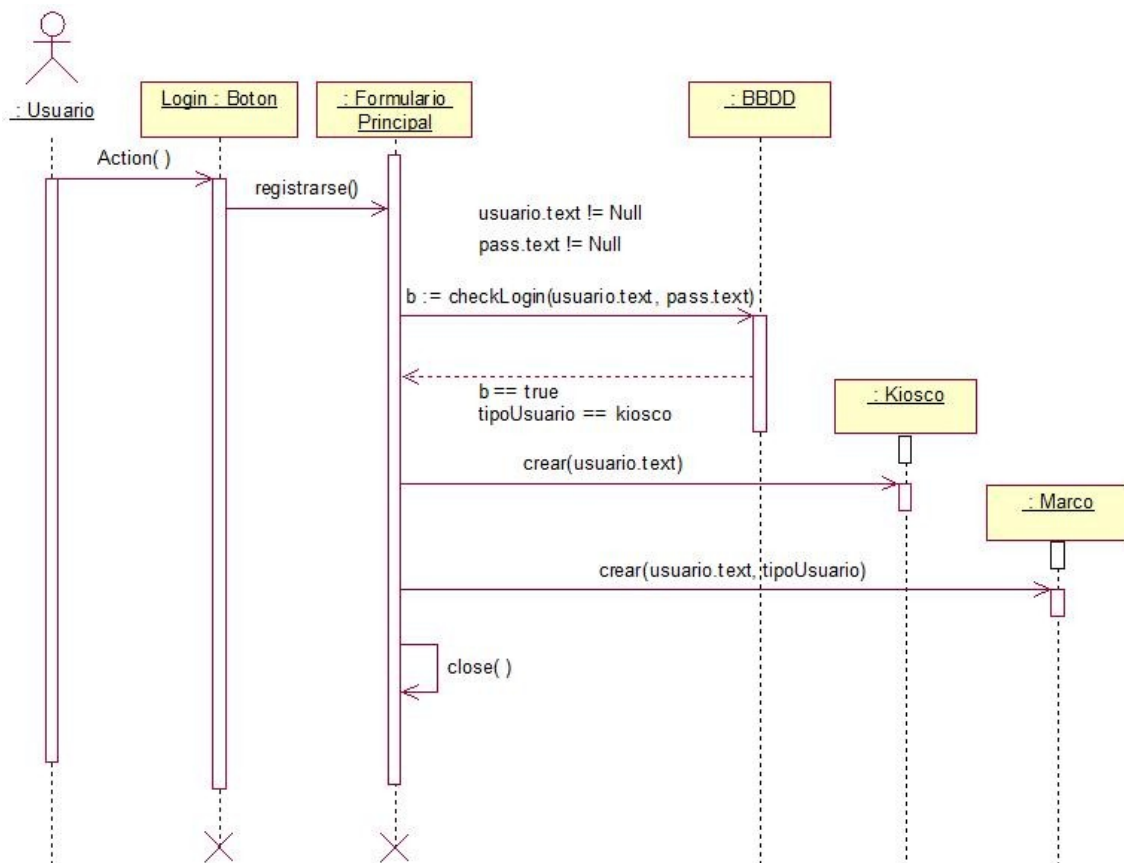 : Usuario
Login : Boton
: Formulario
Principal
: BBDD
Action( )
registrarse()
usuario.text != Null
pass.text != Null
b := checkLogin(usuario.text, pass.text)
b == true
tipoUsuario == kiosco
: Kiosco
crear(usuario.text)
: Marco
crear(usuario.text, tipoUsuario)
close( )